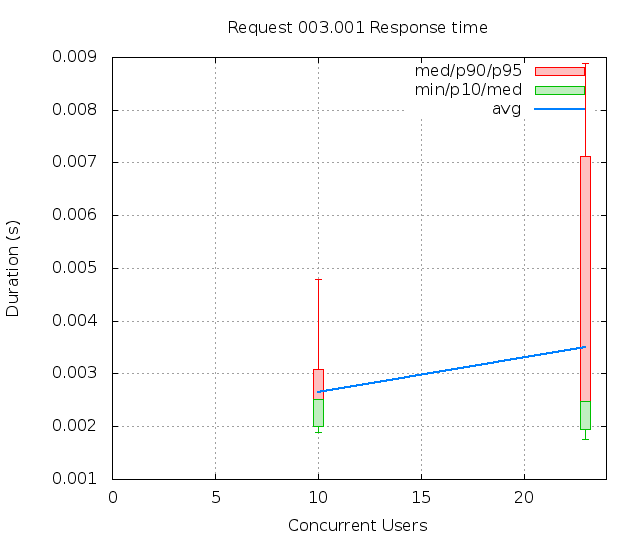 Request 003.001 Response time
0.009
0.008
0.007
0.006
0.005
0.004
0.003
0.002
0.001
Duration (s)
med/p90/p95
min/p10/med
avg
0 5 10 15 20
Concurrent Users